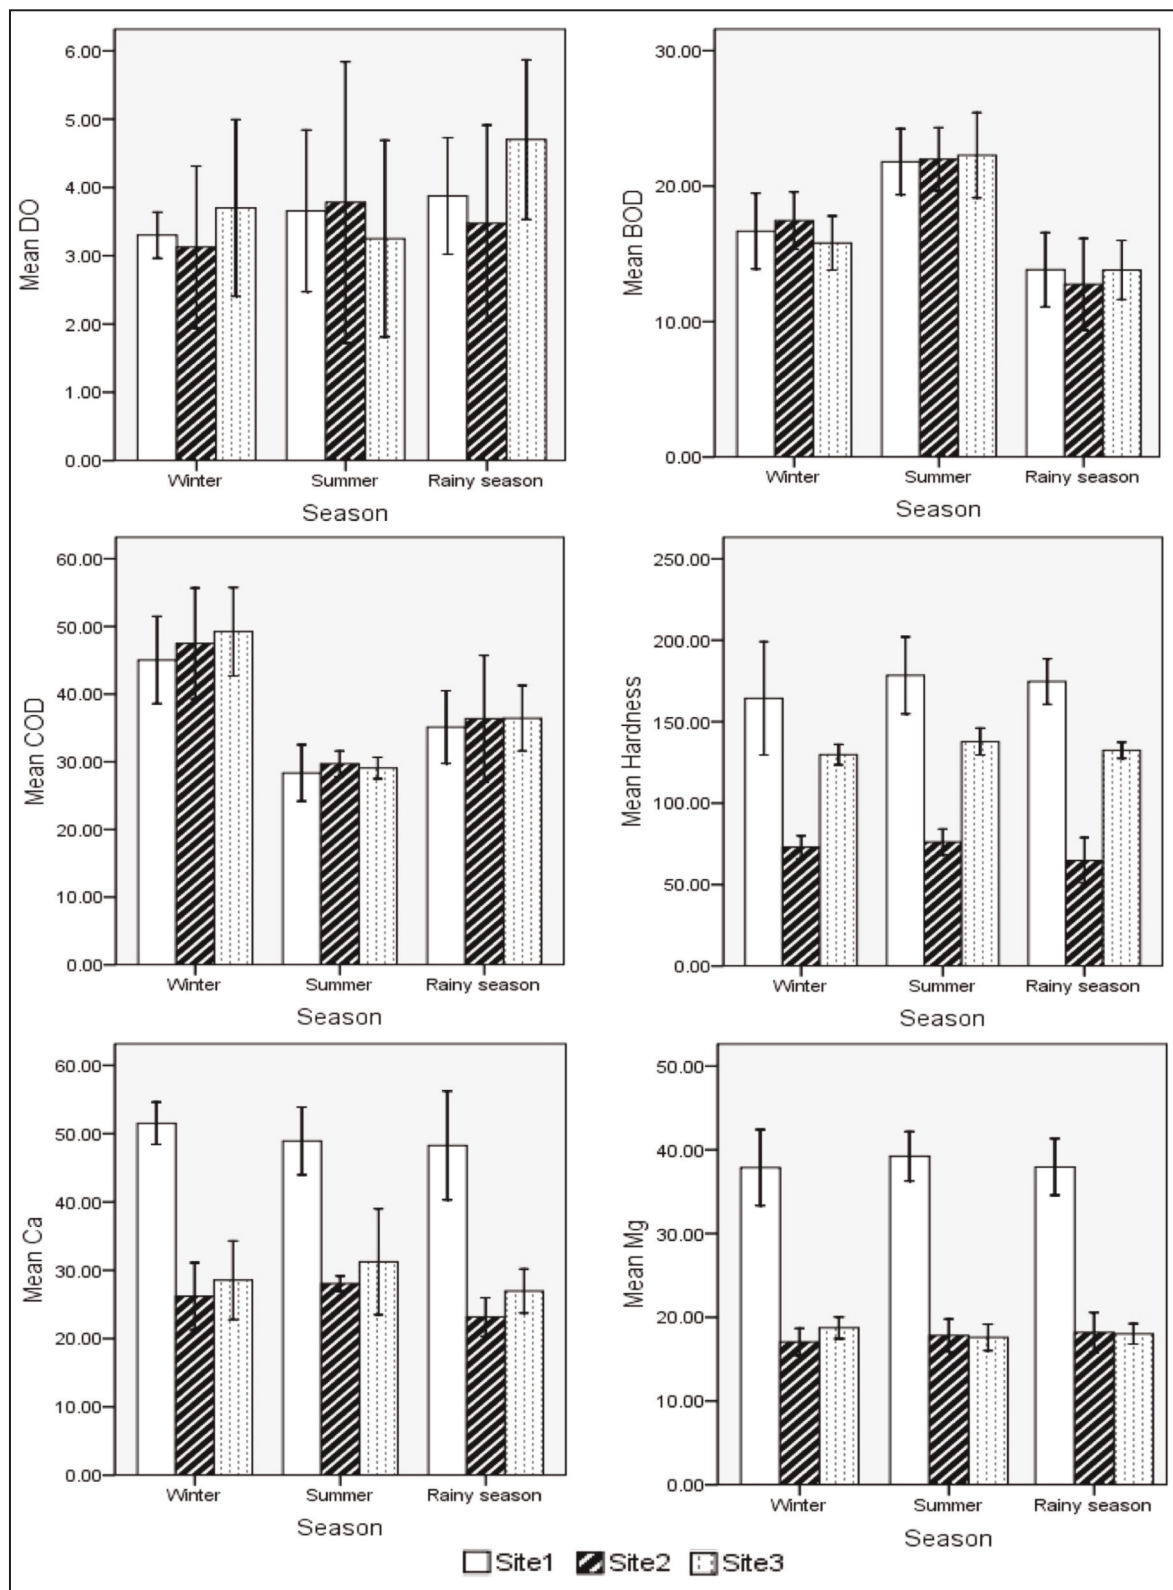 6.00
5.00
4.00
3.00
2.00
1.00
0.00
Mean DO
Winter Summer Rainy season
Season
30.00
20.00
10.00
0.00
Mean BOD
Winter Summer Rainy season
Season
60.00
50.00
40.00
30.00
20.00
10.00
0.00
Mean COD
Winter Summer Rainy season
Season
250.00
200.00
150.00
100.00
50.00
0.00
Mean Hardness
Winter Summer Rainy season
Season
60.00
50.00
40.00
30.00
20.00
10.00
0.00
Mean Ca
Winter Summer Rainy season
Season
50.00
40.00
30.00
20.00
10.00
0.00
Mean Mg
Winter Summer Rainy season
Season
Site1 Site2 Site3